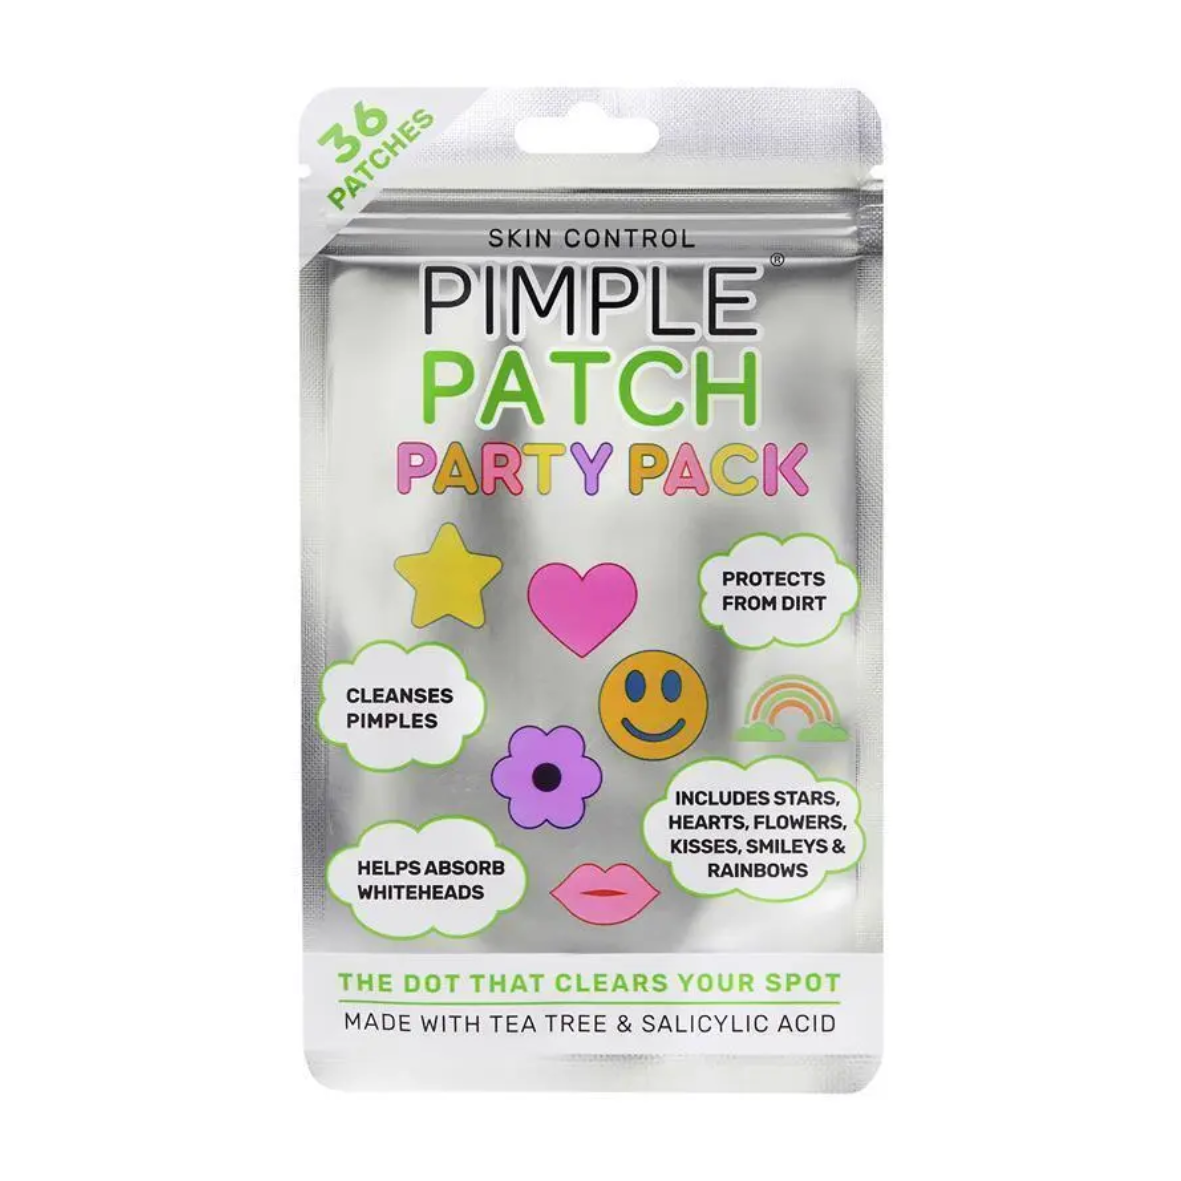 36
PATCHES
SKIN CONTROL
PIMPLE®
PATCH
PARTY PACK
PROTECTS
FROM DIRT
CLEANSES
PIMPLES
INCLUDES STARS,
HEARTS, FLOWERS,
KISSES, SMILEYS &
RAINBOWS
HELPS ABSORB
WHITEHEADS
THE DOT THAT CLEARS YOUR SPOT
MADE WITH TEA TREE & SALICYLIC ACID